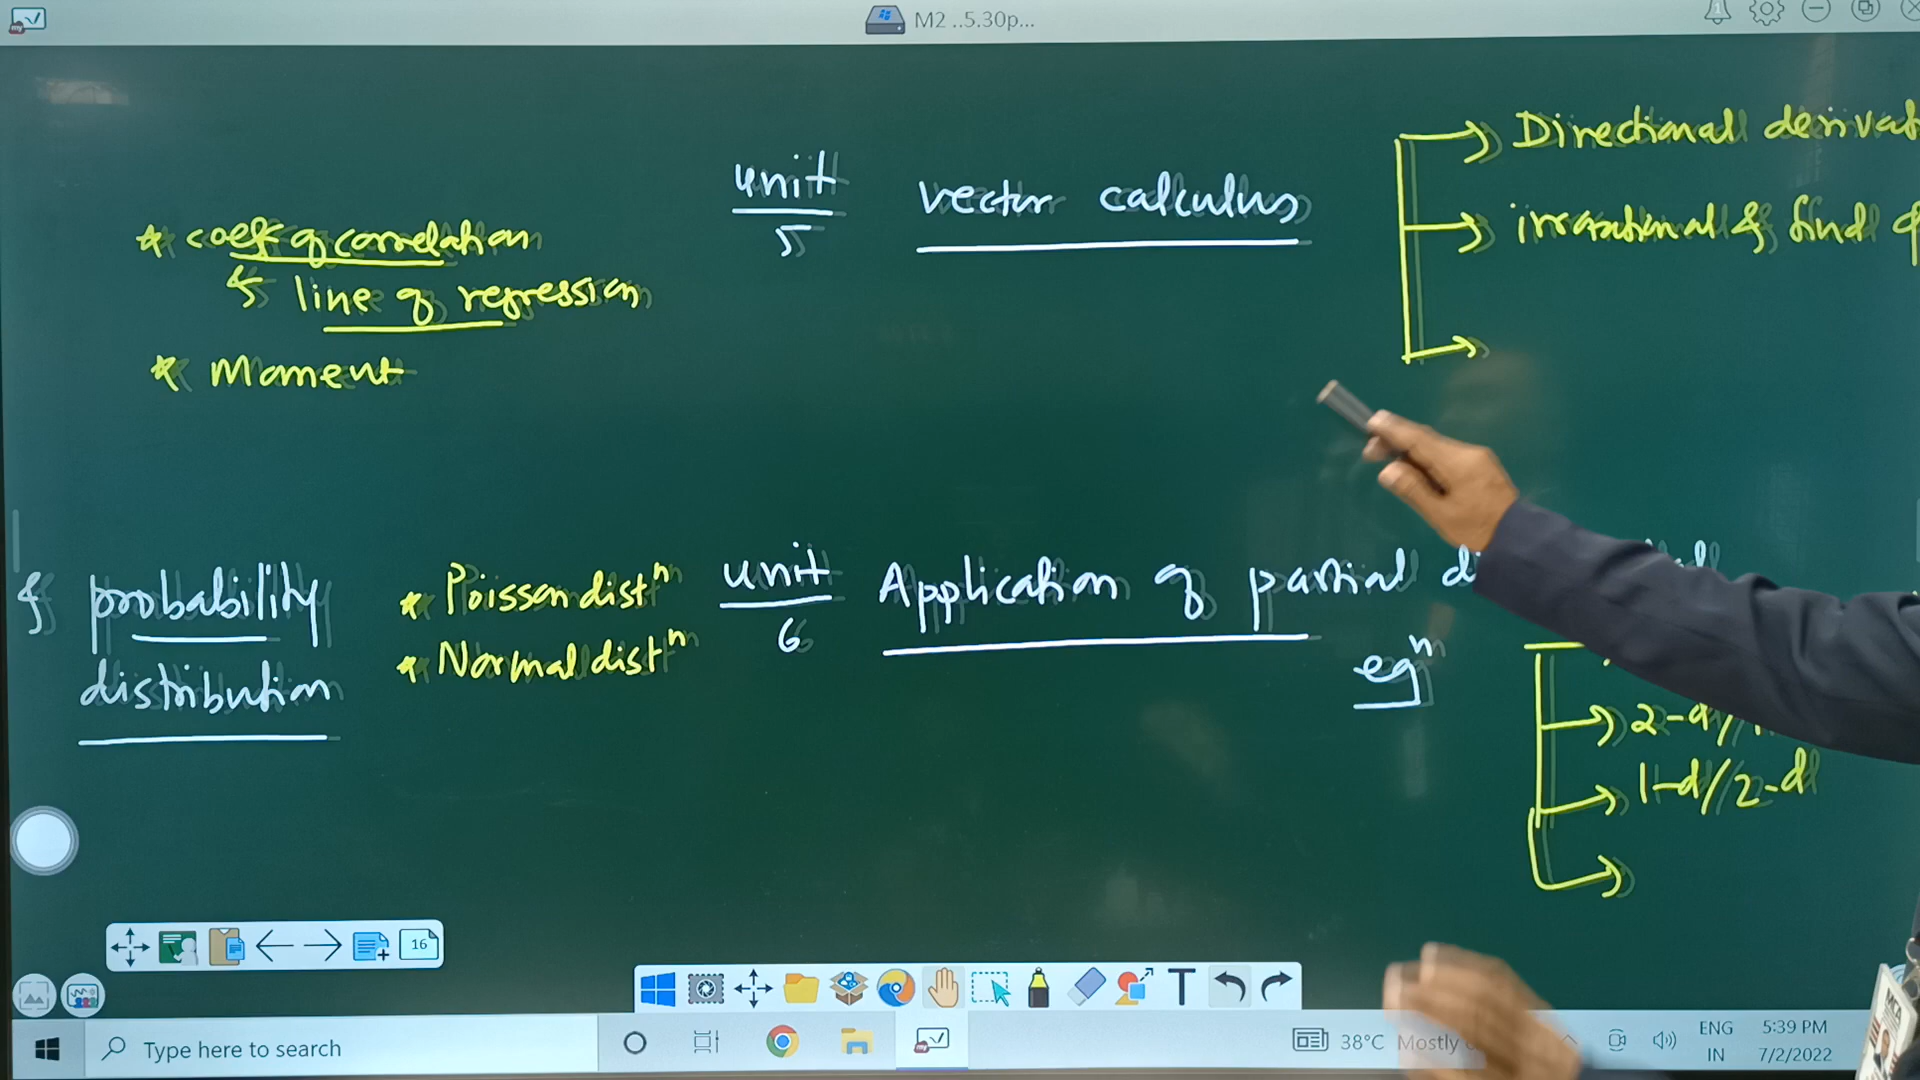 M2 ..5.30p...
* coeff of correlation
& line of regression
* Moment
unit 5 vector calculus
Directional derivat
irrotational & find φ
& probability distribution
* Poisson distⁿ
* Normal distⁿ
unit 6 Application of partial
eqⁿ
1-d/2-d
16
Type here to search
38°C Mostly
ENG
IN
5:39 PM
7/2/2022